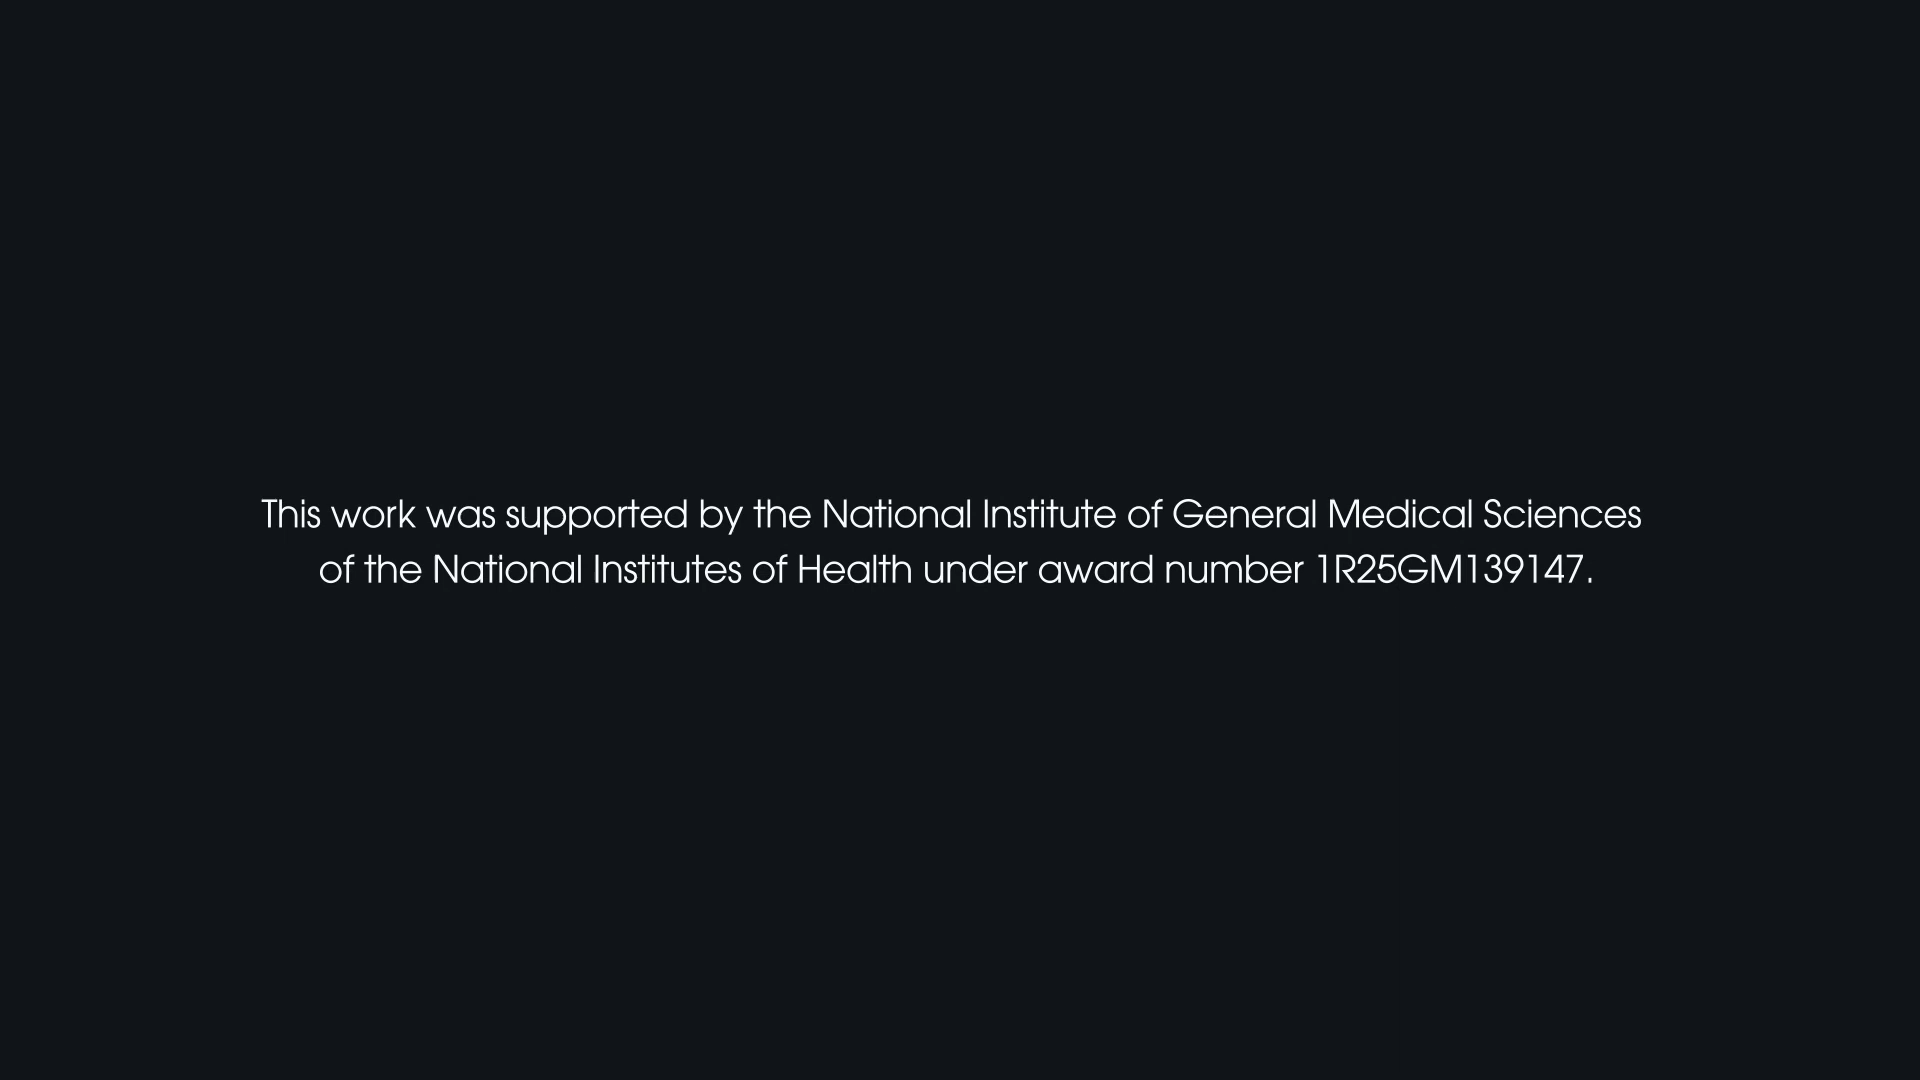 This work was supported by the National Institute of General Medical Sciences
of the National Institutes of Health under award number 1R25GM139147.